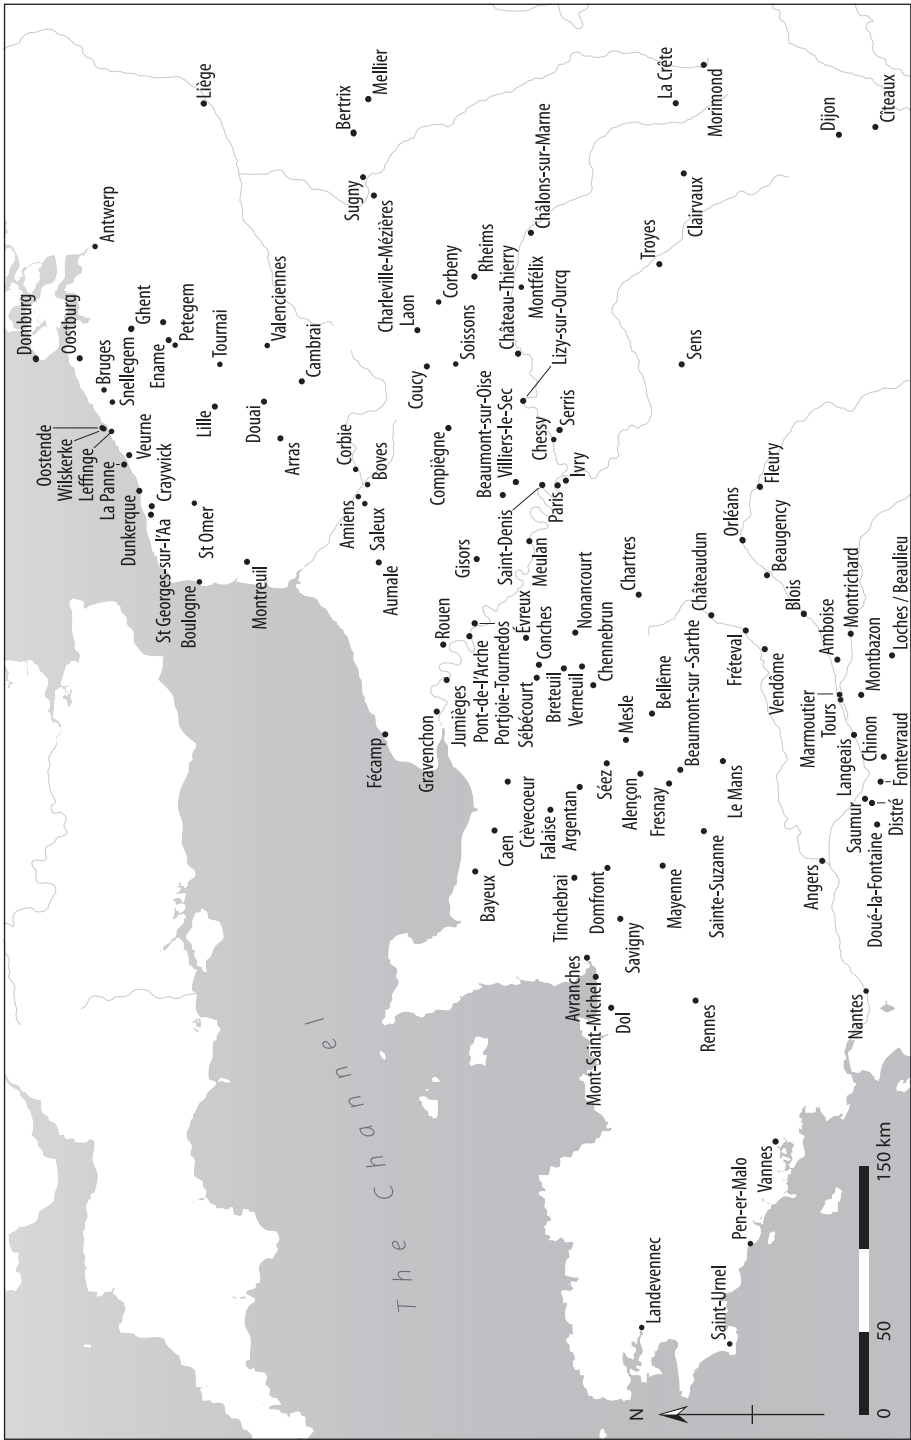 Domburg
Oostburg
Antwerp
Bruges
Snellegem
Ghent
Ename
Petegem
Oostende
Wilskerke
Leffinge
La Panne
Veurne
Dunkerque
Craywick
St Georges-sur-l'Aa
St Omer
Boulogne
Montreuil
Lille
Tournai
Douai
Valenciennes
Arras
Cambrai
Liège
Bertrix
Mellier
Sugny
Charleville-Mézières
Corbie
Boves
Amiens
Saleux
Aumale
Laon
Corbeny
Coucy
Soissons
Rheims
Compiègne
Château-Thierry
Montfélix
Châlons-sur-Marne
Lizy-sur-Ourcq
Beaumont-sur-Oise
Villiers-le-Sec
Chessy
Serris
Saint-Denis
Paris
Ivry
Gisors
Meulan
Fécamp
Gravenchon
Jumièges
Rouen
Pont-de-l'Arche
Portjoie-Tournedos
Évreux
Conches
Sébécourt
Breteuil
Verneuil
Nonancourt
Chennebrun
Chartres
Bayeux
Caen
Crèvecoeur
Falaise
Argentan
Tinchebrai
Domfront
Séez
Mesle
Bellême
Alençon
Fresnay
Beaumont-sur -Sarthe
Châteaudun
Mayenne
Sainte-Suzanne
Le Mans
Avranches
Mont-Saint-Michel
Dol
Savigny
Rennes
Troyes
Sens
Clairvaux
La Crête
Morimond
Dijon
Cîteaux
Orléans
Fleury
Beaugency
Blois
Fréteval
Vendôme
Amboise
Montrichard
Marmoutier
Tours
Montbazon
Loches / Beaulieu
Langeais
Chinon
Fontevraud
Saumur
Distré
Doué-la-Fontaine
Angers
Nantes
Vannes
Pen-er-Malo
Saint-Urnel
Landevennec
The Channel
N
0 50 150 km